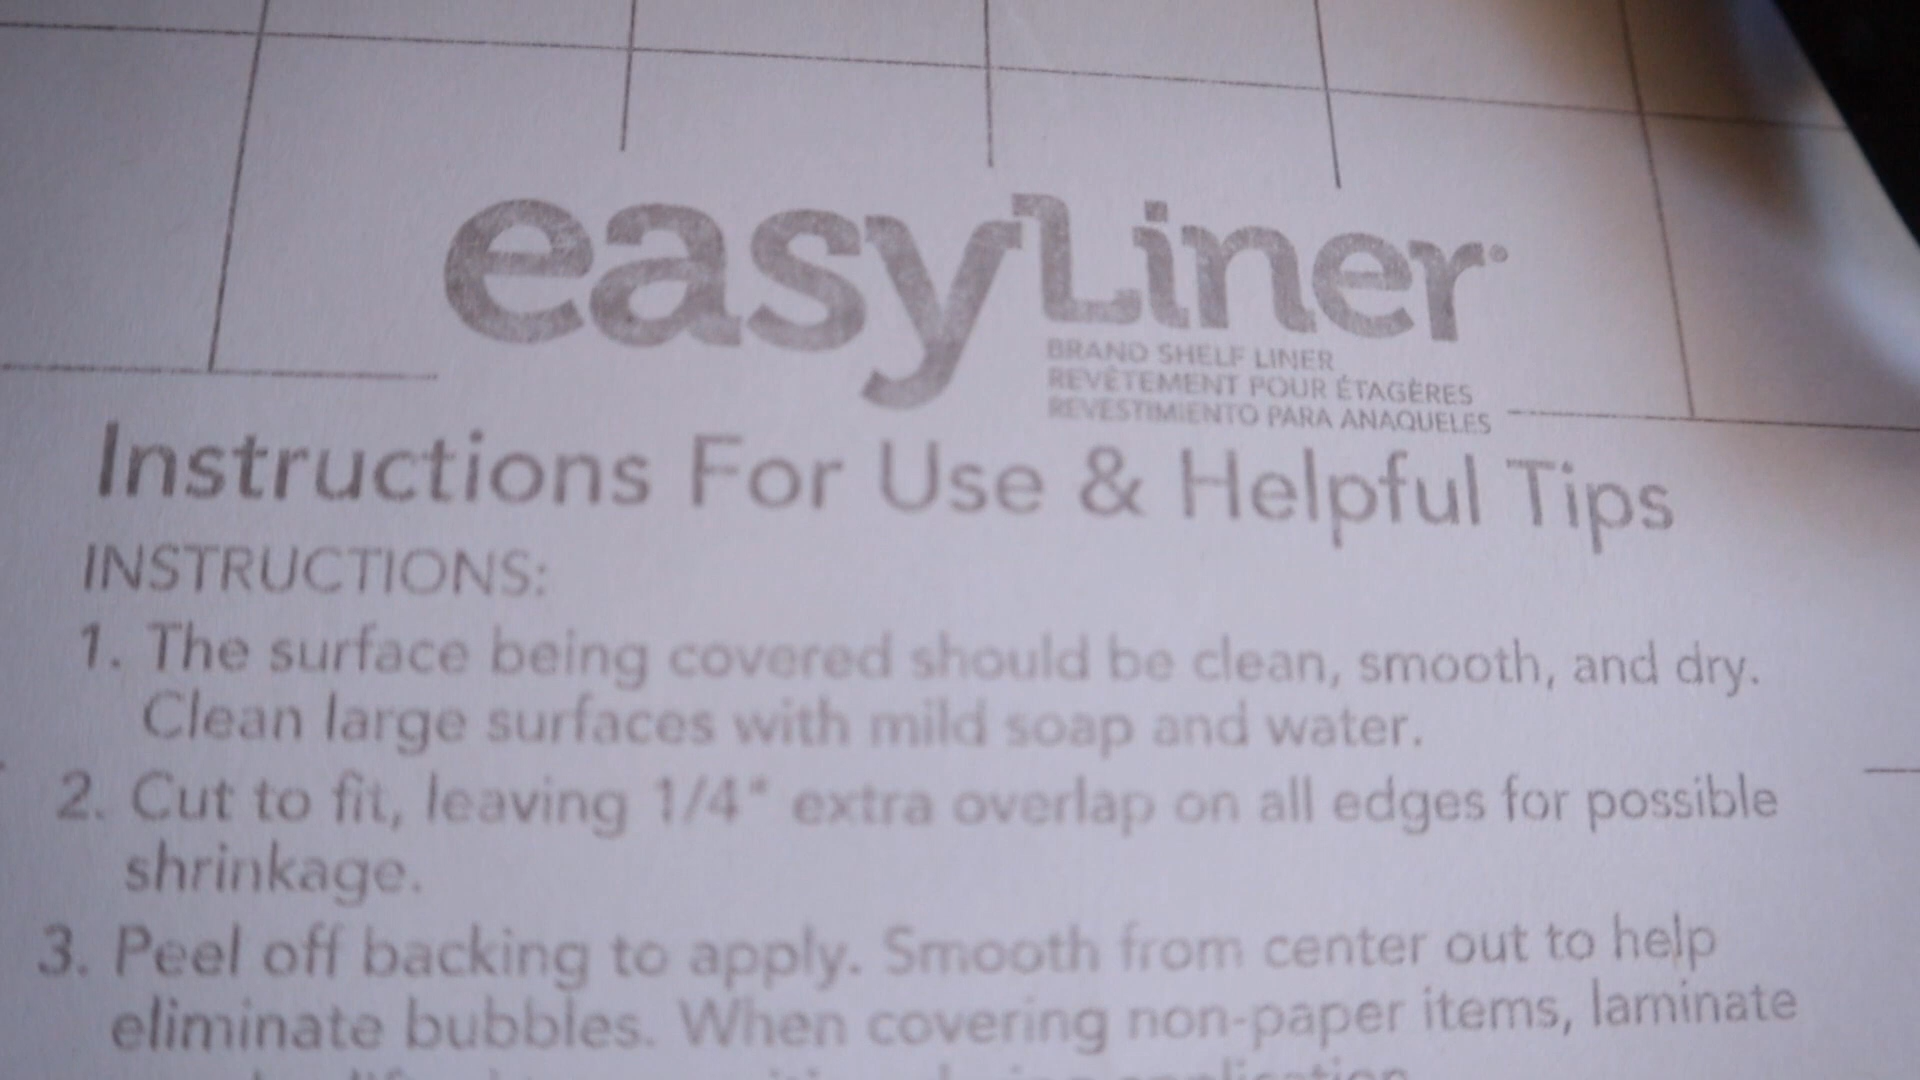 easyLiner
BRAND SHELF LINER
REVÊTEMENT POUR ÉTAGÈRES
REVESTIMIENTO PARA ANAQUELES
Instructions For Use & Helpful Tips
INSTRUCTIONS:
1. The surface being covered should be clean, smooth, and dry.
Clean large surfaces with mild soap and water.
2. Cut to fit, leaving 1/4" extra overlap on all edges for possible
shrinkage.
3. Peel off backing to apply. Smooth from center out to help
eliminate bubbles. When covering non-paper items, laminate
application